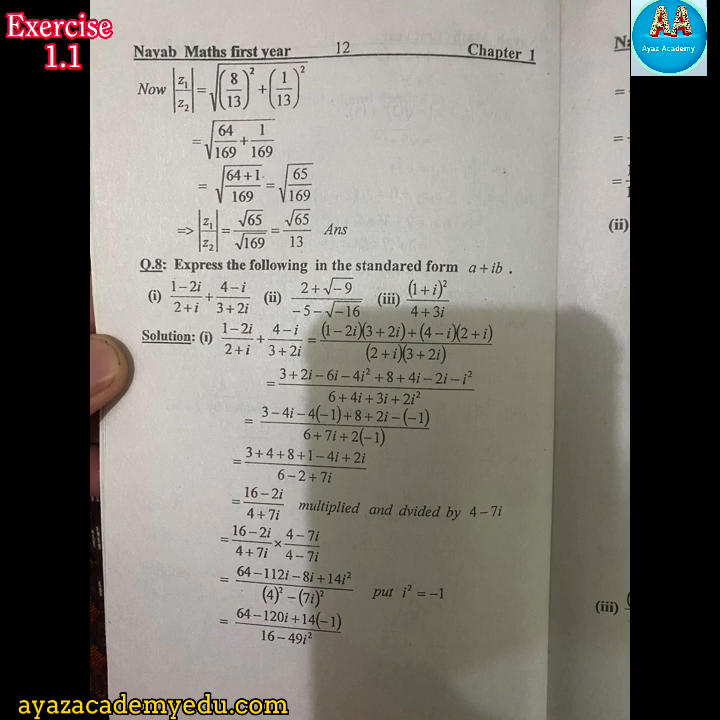 Exercise
1.1
AA
Ayaz Academy
Nayab Maths first year 12 Chapter 1
Now |z₁/z₂| = √((8/13)² + (1/13)²)
= √(64/169 + 1/169)
= √((64+1)/169) = √(65/169)
=> |z₁/z₂| = √65/√169 = √65/13 Ans
Q.8: Express the following in the standared form a + ib .
(i) (1−2i)/(2+i) + (4−i)/(3+2i) (ii) (2+√−9)/(−5−√−16) (iii) (1+i)²/(4+3i)
Solution: (i) (1−2i)/(2+i) + (4−i)/(3+2i) = ((1−2i)(3+2i)+(4−i)(2+i))/((2+i)(3+2i))
= (3+2i−6i−4i²+8+4i−2i−i²)/(6+4i+3i+2i²)
= (3−4i−4(−1)+8+2i−(−1))/(6+7i+2(−1))
= (3+4+8+1−4i+2i)/(6−2+7i)
= (16−2i)/(4+7i) multiplied and dvided by 4−7i
= (16−2i)/(4+7i) × (4−7i)/(4−7i)
= (64−112i−8i+14i²)/((4)²−(7i)²) put i² = −1
= (64−120i+14(−1))/(16−49i²)
(ii)
(iii)
ayazacademyedu.com